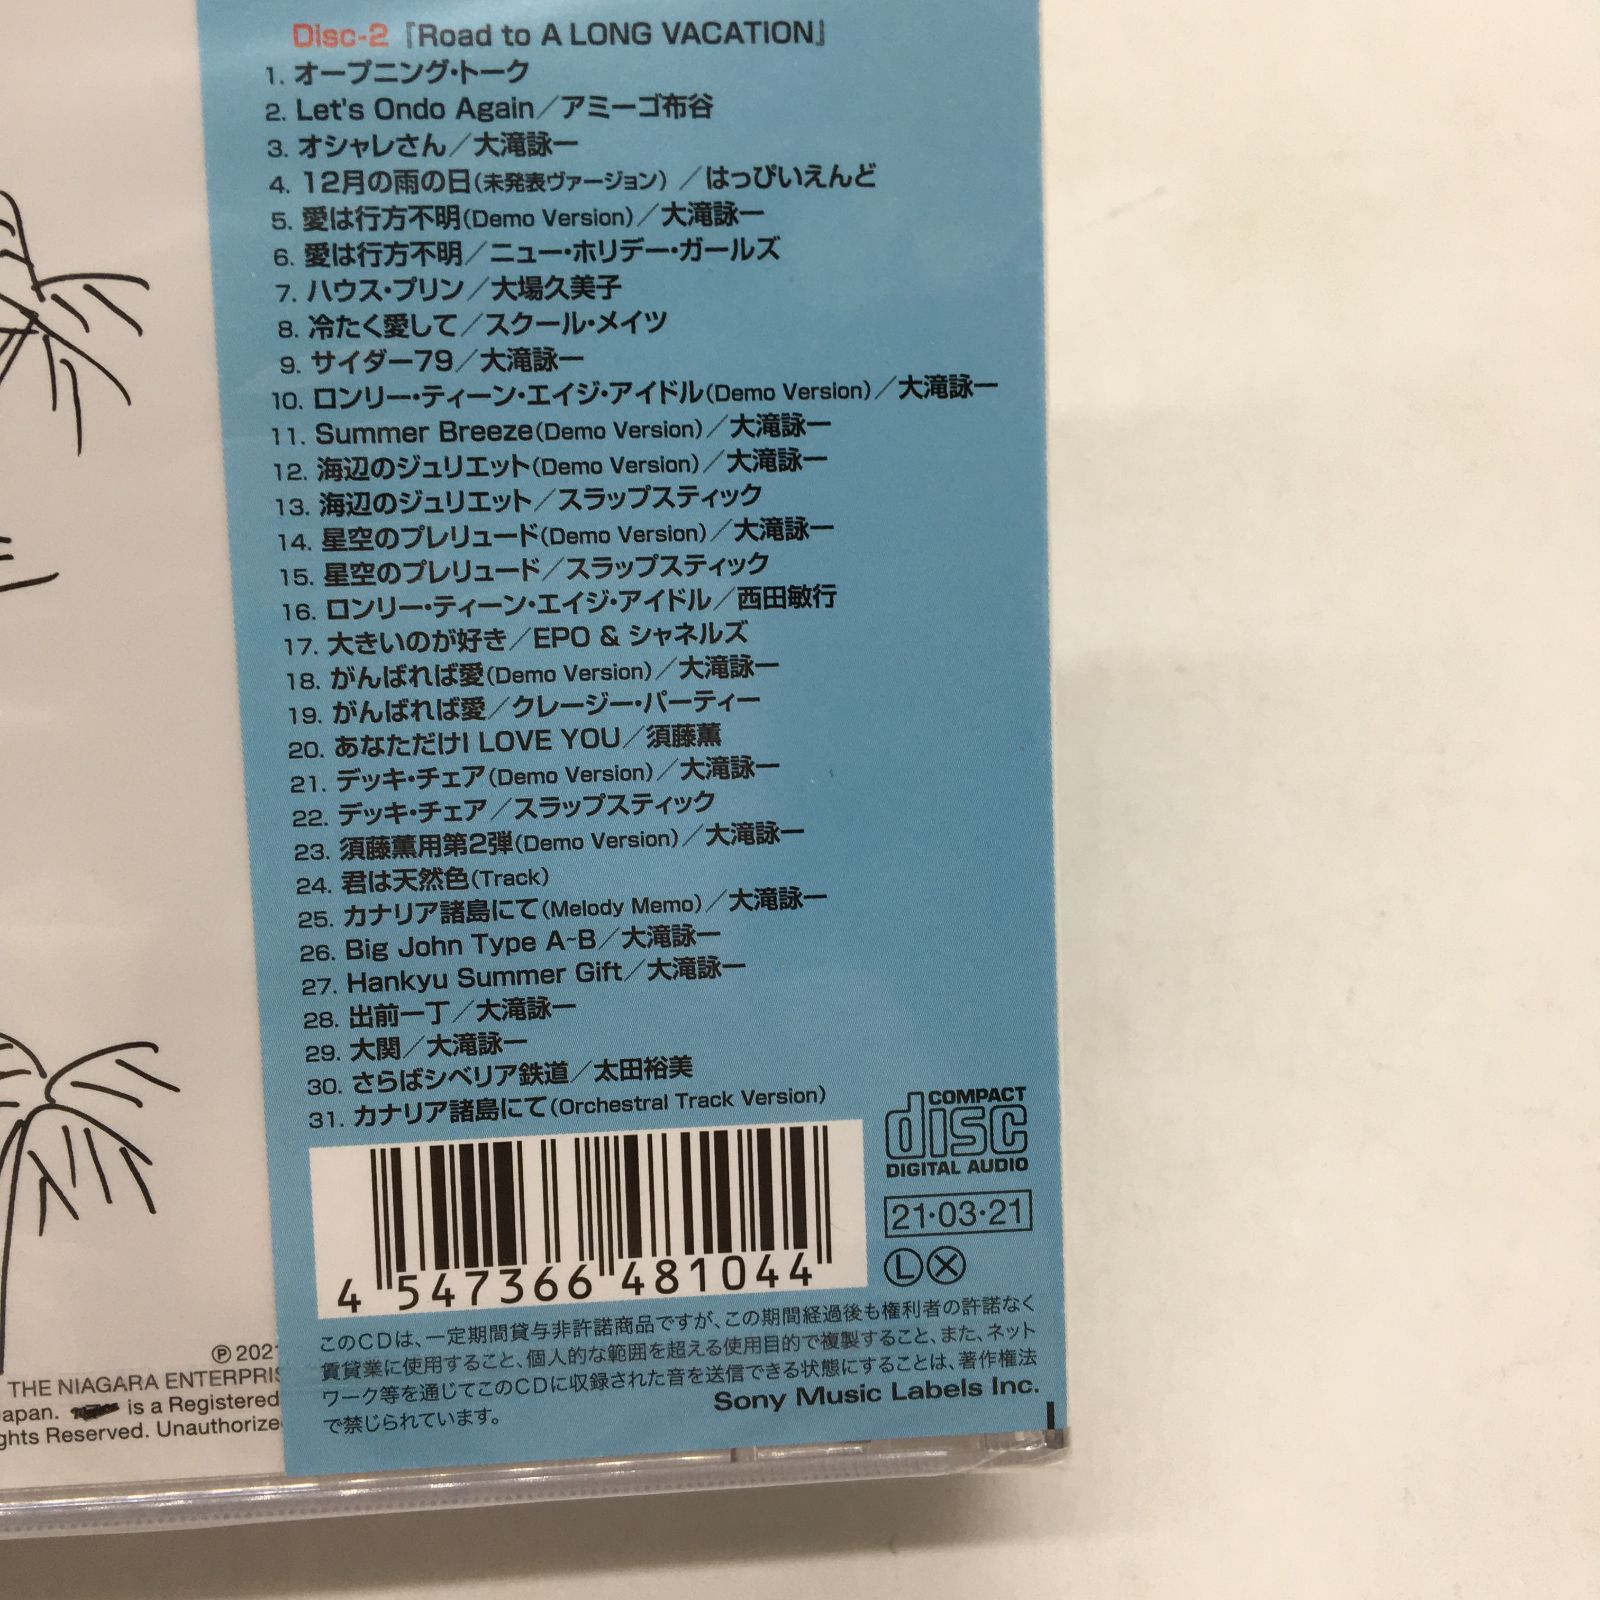 Disc-2『Road to A LONG VACATION』
1. オープニング・トーク
2. Let's Ondo Again／アミーゴ布谷
3. オシャレさん／大滝詠一
4. 12月の雨の日(未発表ヴァージョン) ／はっぴいえんど
5. 愛は行方不明(Demo Version)／大滝詠一
6. 愛は行方不明／ニュー・ホリデー・ガールズ
7. ハウス・プリン／大場久美子
8. 冷たく愛して／スクール・メイツ
9. サイダー79／大滝詠一
10. ロンリー・ティーン・エイジ・アイドル(Demo Version)／大滝詠一
11. Summer Breeze(Demo Version)／大滝詠一
12. 海辺のジュリエット(Demo Version)／大滝詠一
13. 海辺のジュリエット／スラップスティック
14. 星空のプレリュード(Demo Version)／大滝詠一
15. 星空のプレリュード／スラップスティック
16. ロンリー・ティーン・エイジ・アイドル／西田敏行
17. 大きいのが好き／EPO & シャネルズ
18. がんばれば愛(Demo Version)／大滝詠一
19. がんばれば愛／クレージー・パーティー
20. あなただけI LOVE YOU／須藤薫
21. デッキ・チェア(Demo Version)／大滝詠一
22. デッキ・チェア／スラップスティック
23. 須藤薫用第2弾(Demo Version)／大滝詠一
24. 君は天然色(Track)
25. カナリア諸島にて(Melody Memo)／大滝詠一
26. Big John Type A~B／大滝詠一
27. Hankyu Summer Gift／大滝詠一
28. 出前一丁／大滝詠一
29. 大関／大滝詠一
30. さらばシベリア鉄道／太田裕美
31. カナリア諸島にて(Orchestral Track Version)
COMPACT
disc
DIGITAL AUDIO
21・03・21
L X
4 547366 481044
このCDは、一定期間貸与非許諾商品ですが、この期間経過後も権利者の許諾なく
賃貸業に使用すること、個人的な範囲を超える使用目的で複製すること、また、ネット
ワーク等を通じてこのCDに収録された音を送信できる状態にすることは、著作権法
で禁じられています。
Sony Music Labels Inc.
℗ 2021
THE NIAGARA ENTERPRIS
apan. is a Registered
ghts Reserved. Unauthorize